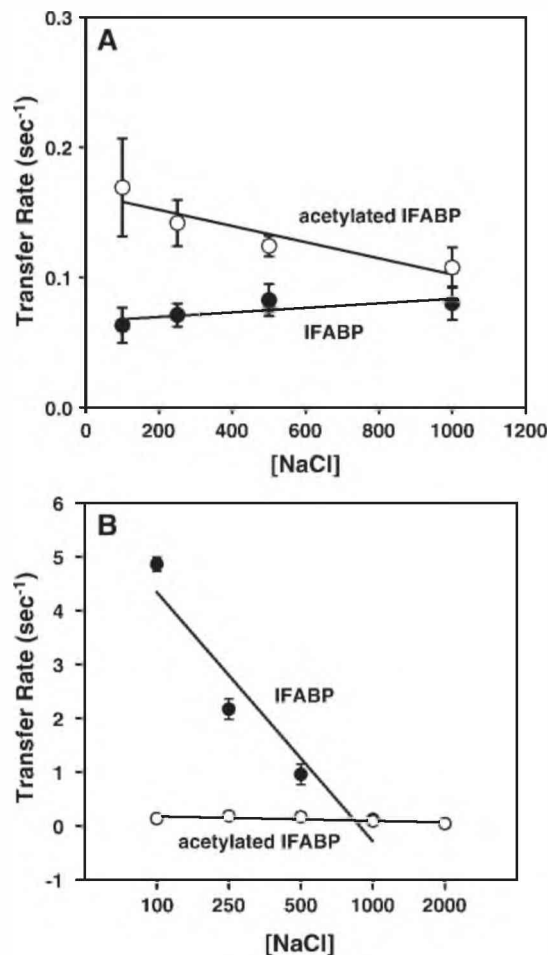 A
0.3
0.2
0.1
0.0
Transfer Rate (sec-1)
acetylated IFABP
IFABP
0 200 400 600 800 1000 1200
[NaCl]
B
6
5
4
3
2
1
0
-1
Transfer Rate (sec-1)
IFABP
acetylated IFABP
100 250 500 1000 2000
[NaCl]